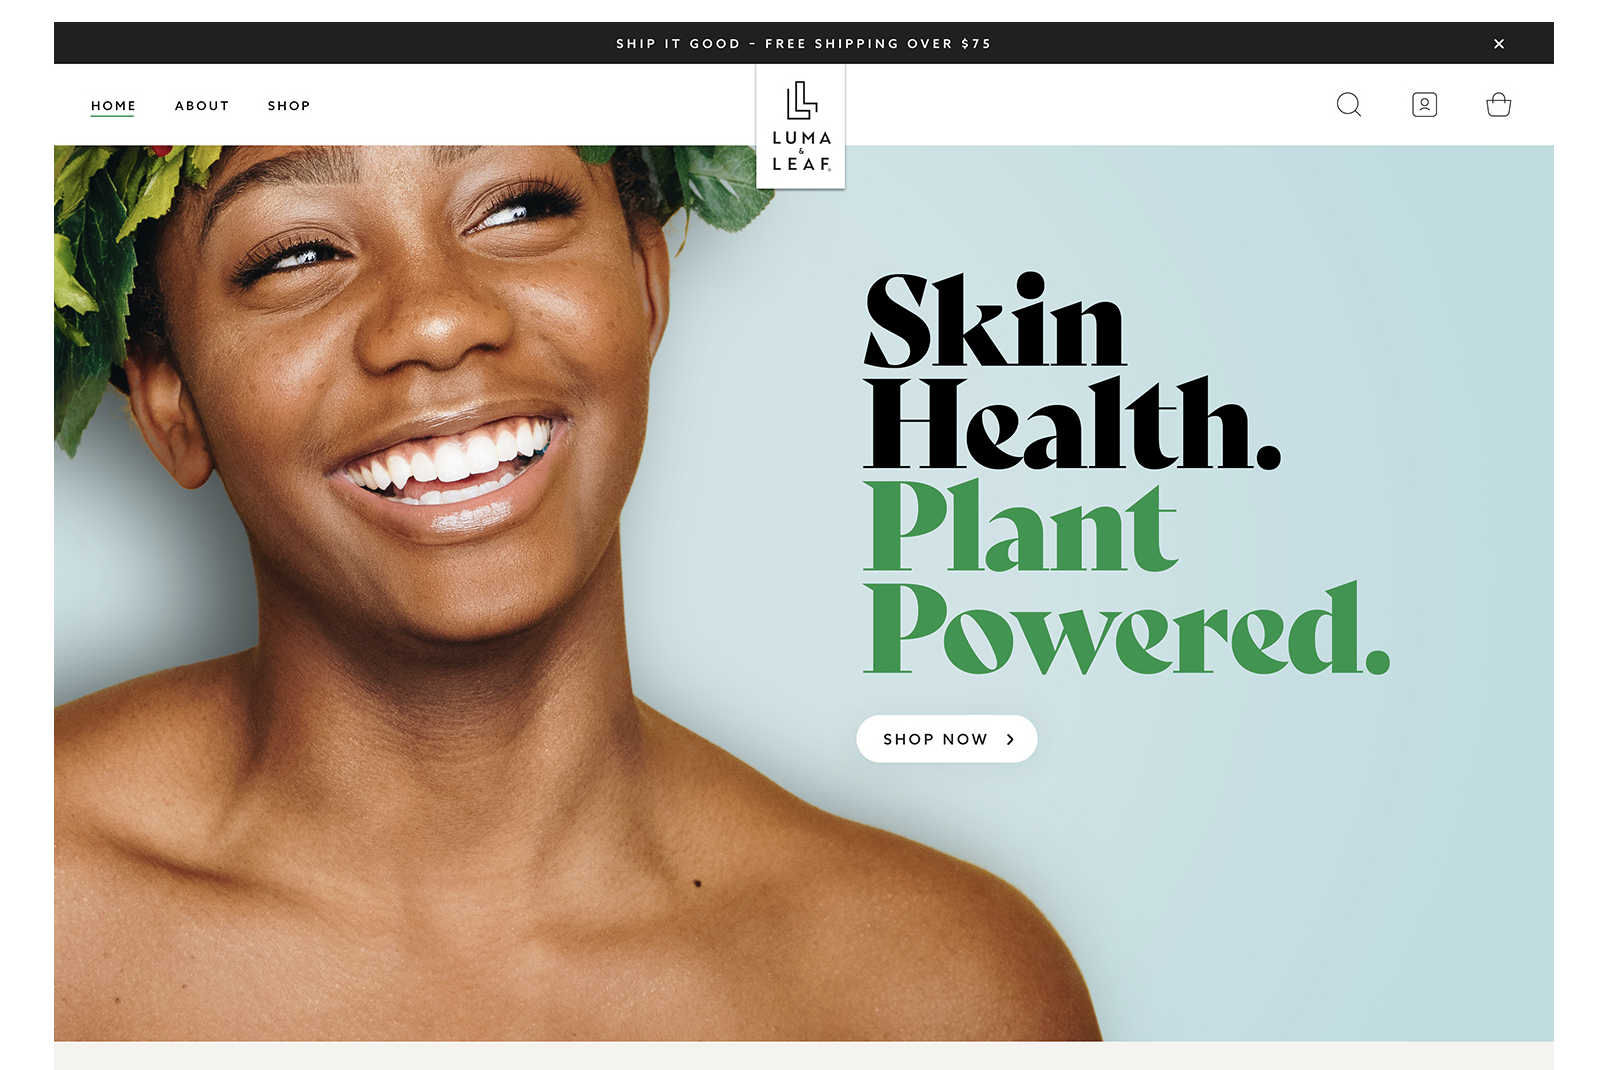 SHIP IT GOOD – FREE SHIPPING OVER $75
HOME ABOUT SHOP
LUMA
&
LEAF
Skin
Health.
Plant
Powered.
SHOP NOW